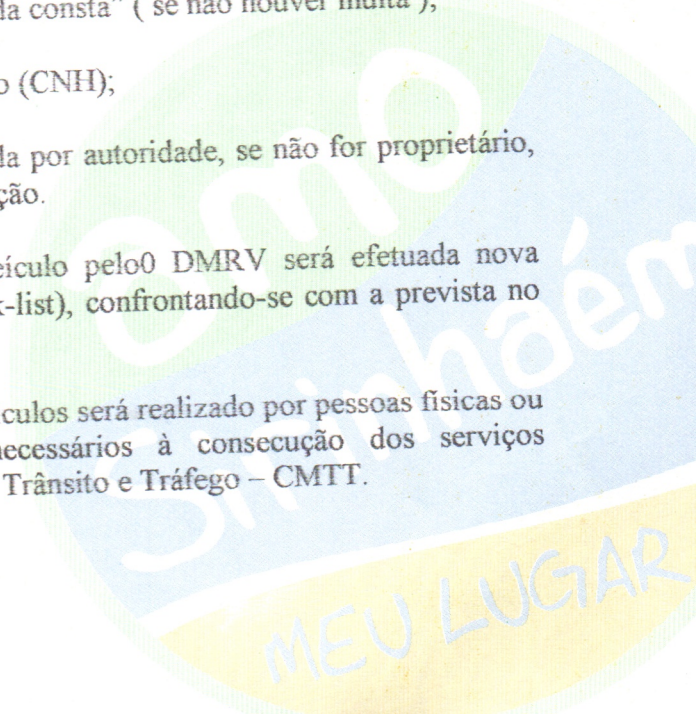 da consta" ( se não houver multa ),
o (CNH);
da por autoridade, se não for proprietário,
ção.
eículo pelo0 DMRV será efetuada nova
k-list), confrontando-se com a prevista no
culos será realizado por pessoas físicas ou
necessários à consecução dos serviços
Trânsito e Tráfego – CMTT.
amo
Sirinhaém
MEU LUGAR